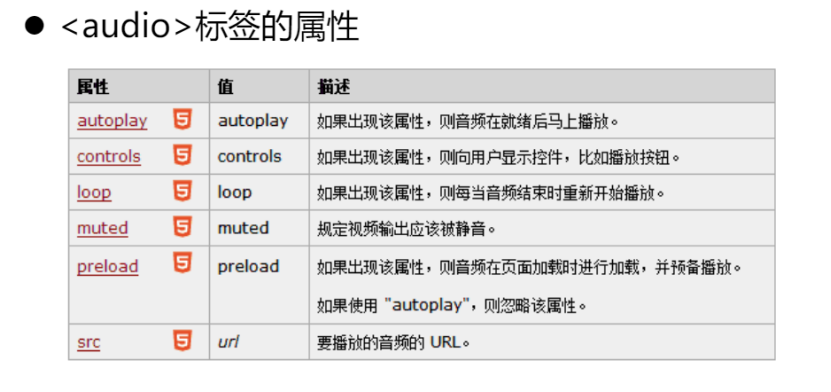 ● <audio>标签的属性
属性 值 描述
autoplay 5 autoplay 如果出现该属性，则音频在就绪后马上播放。
controls 5 controls 如果出现该属性，则向用户显示控件，比如播放按钮。
loop 5 loop 如果出现该属性，则每当音频结束时重新开始播放。
muted 5 muted 规定视频输出应该被静音。
preload 5 preload 如果出现该属性，则音频在页面加载时进行加载，并预备播放。
如果使用 "autoplay"，则忽略该属性。
src 5 url 要播放的音频的 URL。